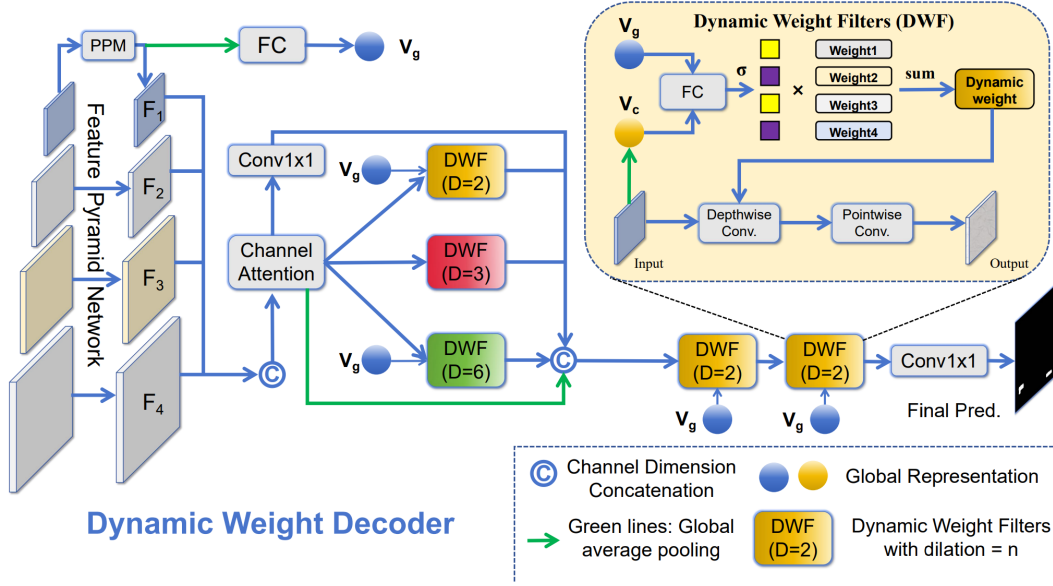 PPM
FC
Vg
F1
F2
F3
F4
Feature Pyramid Network
Conv1x1
Channel
Attention
Vg
DWF
(D=2)
DWF
(D=3)
Vg
DWF
(D=6)
C
C
Dynamic Weight Filters (DWF)
Vg
Vc
FC
σ
×
Weight1
Weight2
Weight3
Weight4
sum
Dynamic
weight
Depthwise
Conv.
Pointwise
Conv.
Input
Output
DWF
(D=2)
DWF
(D=2)
Conv1x1
Vg
Vg
Final Pred.
Dynamic Weight Decoder
C
Channel Dimension
Concatenation
Global Representation
Green lines: Global
average pooling
DWF
(D=2)
Dynamic Weight Filters
with dilation = n